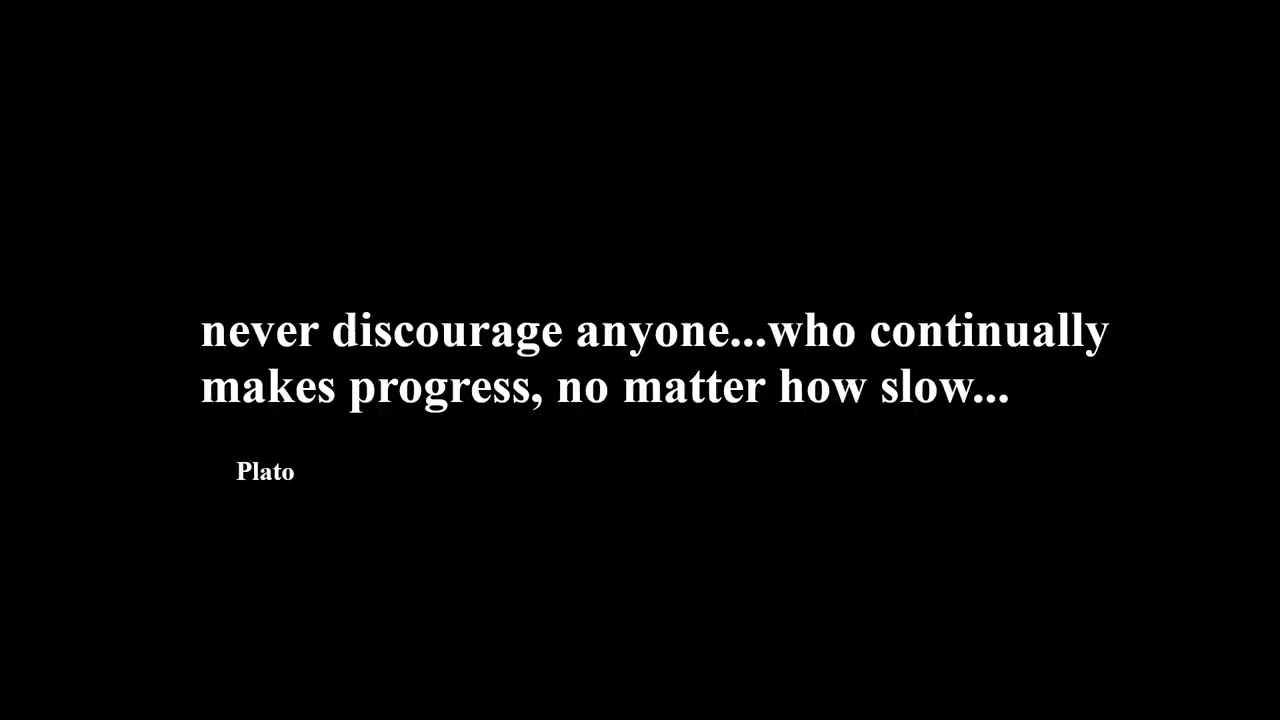 never discourage anyone...who continually
makes progress, no matter how slow...
Plato